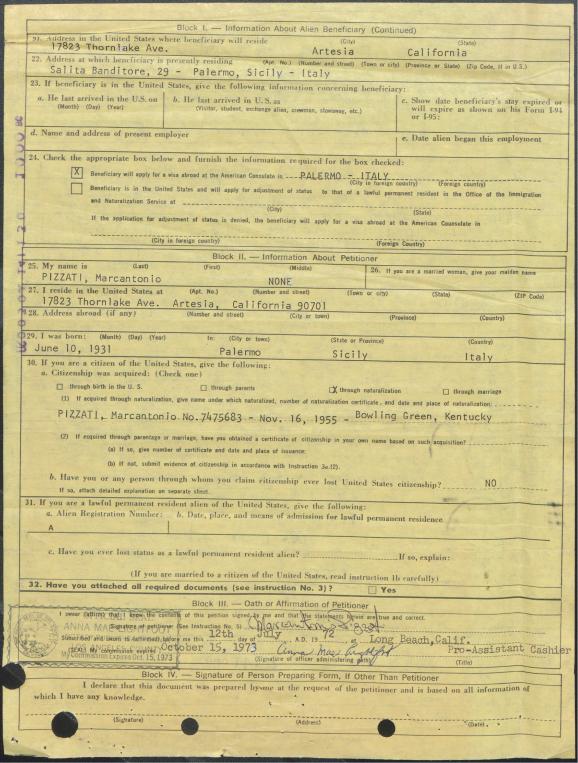 Block I. — Information About Alien Beneficiary (Continued)
21. Address in the United States where beneficiary will reside (City) (State)
17823 Thornlake Ave. Artesia California
22. Address at which beneficiary is presently residing (Apt. No.) (Number and street) (Town or city) (Province or State) (Zip Code, if in U.S.)
Salita Banditore, 29 - Palermo, Sicily - Italy
23. If beneficiary is in the United States, give the following information concerning beneficiary:
a. He last arrived in the U.S. on (Month) (Day) (Year)
b. He last arrived in U.S. as (Visitor, student, exchange alien, crewman, stowaway, etc.)
c. Show date beneficiary's stay expired or will expire as shown on his Form I-94 or I-95:
d. Name and address of present employer
e. Date alien began this employment
24. Check the appropriate box below and furnish the information required for the box checked:
X Beneficiary will apply for a visa abroad at the American Consulate in PALERMO - ITALY
(City in foreign country) (Foreign country)
Beneficiary is in the United States and will apply for adjustment of status to that of a lawful permanent resident in the Office of the Immigration
and Naturalization Service at
(City) (State)
If the application for adjustment of status is denied, the beneficiary will apply for a visa abroad at the American Counsulate in
(City in foreign country) (Foreign Country)
Block II. — Information About Petitioner
25. My name is (Last) (First) (Middle)
PIZZATI, Marcantonio NONE
26. If you are a married woman, give your maiden name
27. I reside in the United States at (Apt. No.) (Number and street) (Town or city) (State) (ZIP Code)
17823 Thornlake Ave. Artesia, California 90701
28. Address abroad (if any) (Number and street) (City or town) (Province) (Country)
29. I was born: (Month) (Day) (Year) In: (City or town) (State or Province) (Country)
June 10, 1931 Palermo Sicily Italy
30. If you are a citizen of the United States, give the following:
a. Citizenship was acquired: (Check one)
through birth in the U. S. through parents X through naturalization through marriage
(1) If acquired through naturalization, give name under which naturalized, number of naturalization certificate, and date and place of naturalization:
PIZZATI, Marcantonio No. 7475683 - Nov. 16, 1955 - Bowling Green, Kentucky
(2) If acquired through parentage or marriage, have you obtained a certificate of citizenship in your own name based on such acquisition?
(a) If so, give number of certificate and date and place of issuance:
(b) If not, submit evidence of citizenship in accordance with Instruction 3a.(2).
b. Have you or any person through whom you claim citizenship ever lost United States citizenship? NO
If so, attach detailed explanation on separate sheet.
31. If you are a lawful permanent resident alien of the United States, give the following:
a. Alien Registration Number: b. Date, place, and means of admission for lawful permanent residence
A
c. Have you ever lost status as a lawful permanent resident alien? If so, explain:
(If you are married to a citizen of the United States, read instruction 1b carefully)
32. Have you attached all required documents (see instruction No. 3)? Yes
Block III. — Oath or Affirmation of Petitioner
I swear (affirm) that I know the contents of this petition signed by me and that the statements herein are true and correct.
Signature of petitioner (See Instruction No. 5)
Subscribed and sworn to (affirmed) before me this 12th day of July A.D. 19 72 at Long Beach, Calif.
(SEAL) My commission expires October 15, 1973 Pro-Assistant Cashier
My Commission Expires Oct. 15, 1973
(Signature of officer administering oath) (Title)
Block IV. — Signature of Person Preparing Form, If Other Than Petitioner
I declare that this document was prepared by me at the request of the petitioner and is based on all information of
which I have any knowledge.
(Signature) (Address) (Date)